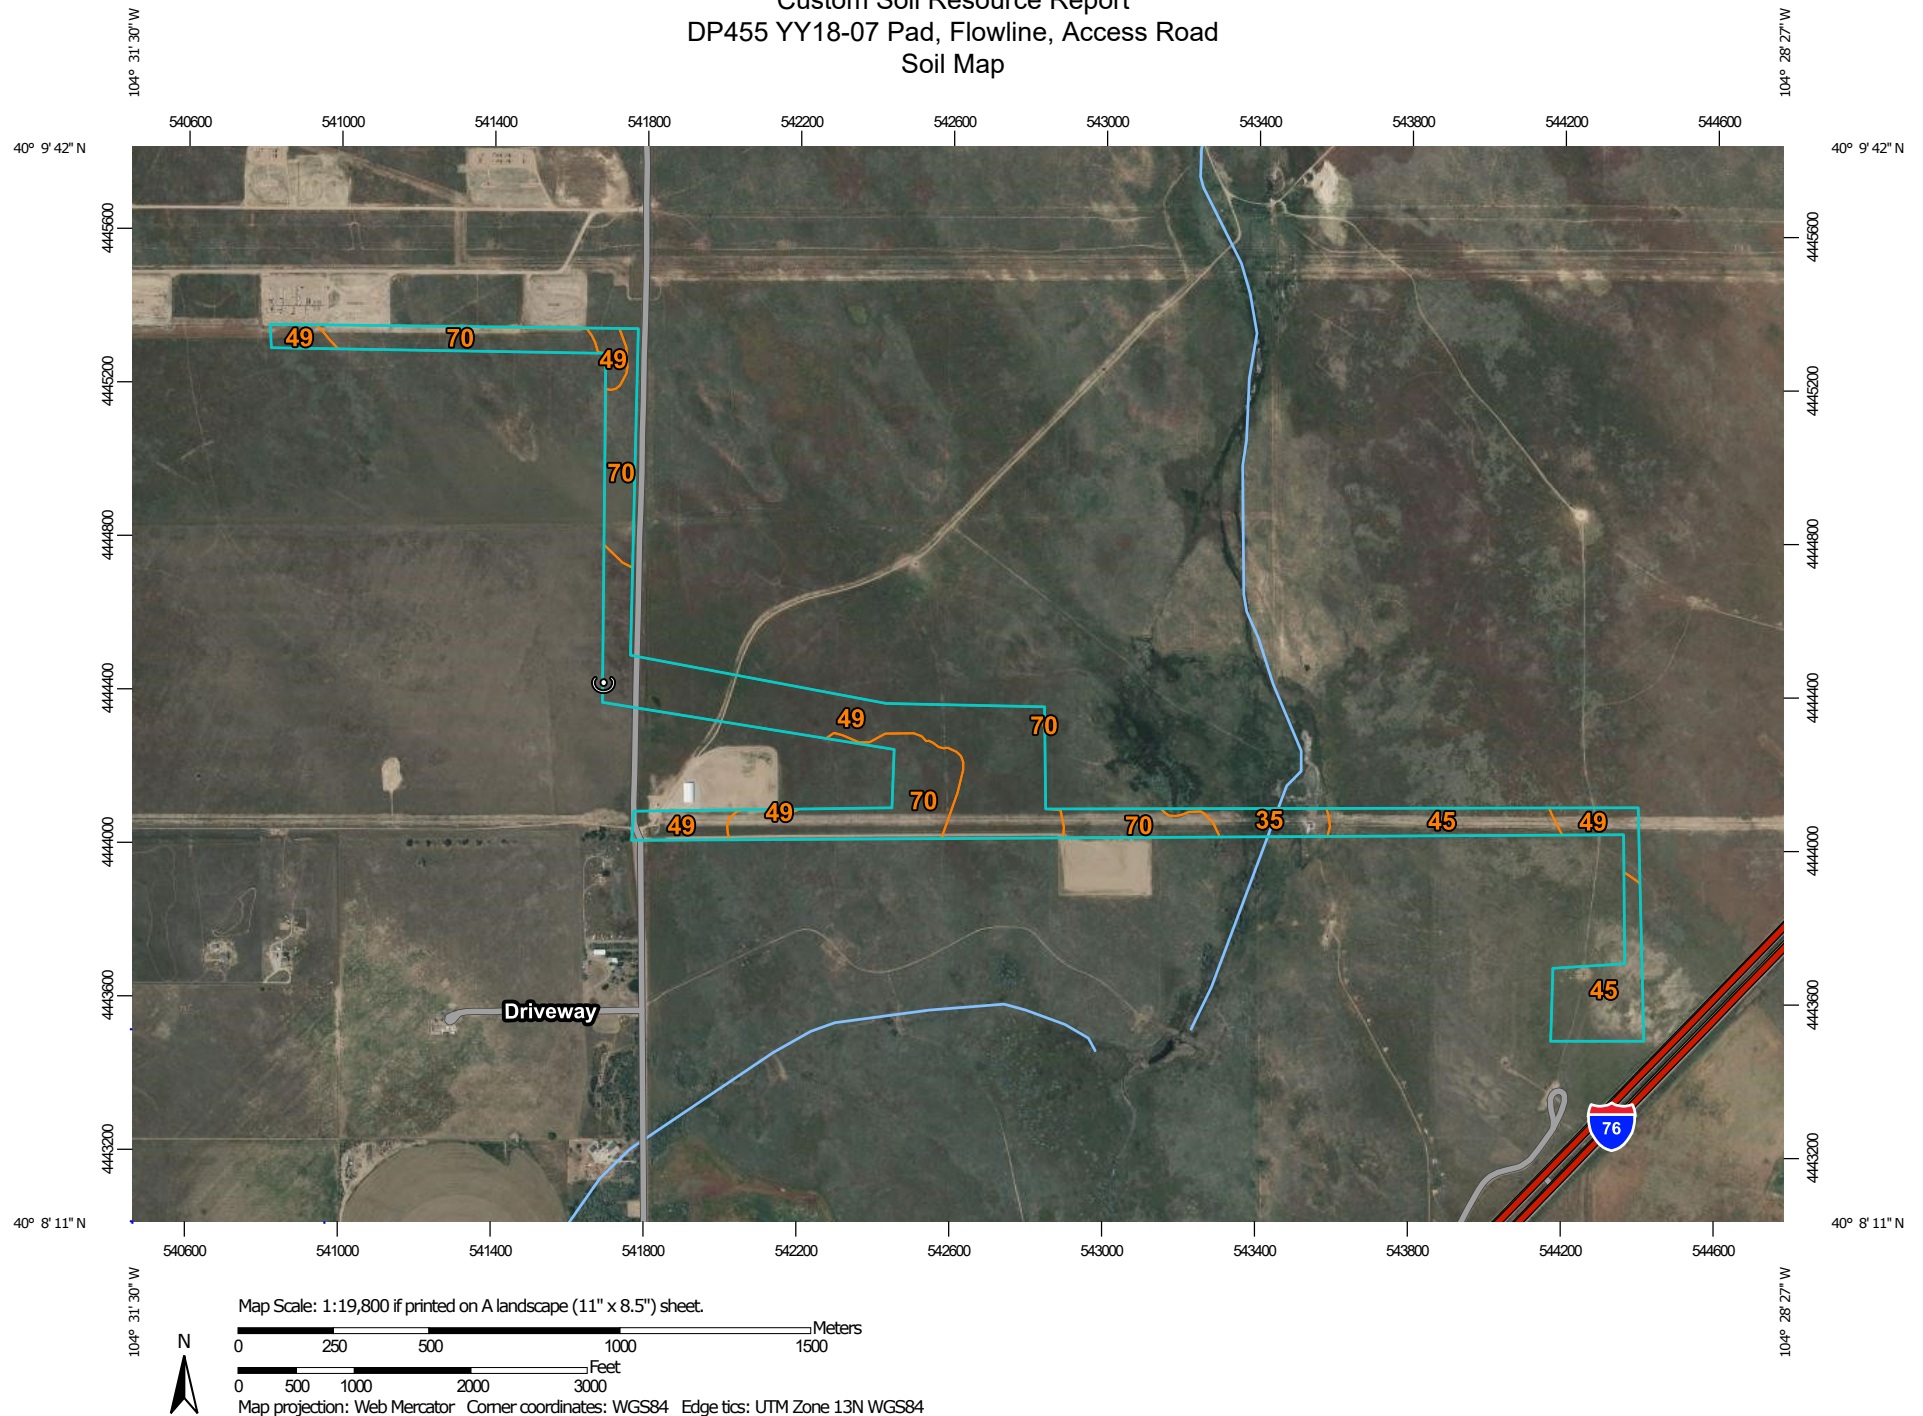 Custom Soil Resource Report
DP455 YY18-07 Pad, Flowline, Access Road
Soil Map
104° 31' 30" W
104° 28' 27" W
540600 541000 541400 541800 542200 542600 543000 543400 543800 544200 544600
40° 9' 42" N
40° 9' 42" N
4445600
4445600
49 70
49
4445200
4445200
70
4444800
4444800
4444400
4444400
49
70
70
49
49
70
35
45
49
4444000
4444000
45
4443600
4443600
Driveway
76
4443200
4443200
40° 8' 11" N
40° 8' 11" N
540600 541000 541400 541800 542200 542600 543000 543400 543800 544200 544600
104° 31' 30" W
104° 28' 27" W
Map Scale: 1:19,800 if printed on A landscape (11" x 8.5") sheet.
N
Meters
0 250 500 1000 1500
Feet
0 500 1000 2000 3000
Map projection: Web Mercator Corner coordinates: WGS84 Edge tics: UTM Zone 13N WGS84